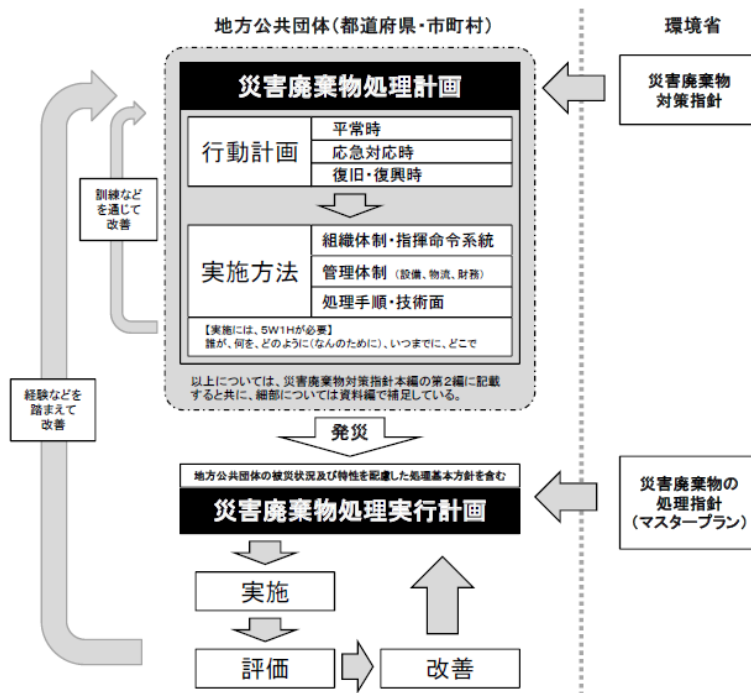 地方公共団体(都道府県・市町村)
環境省
災害廃棄物処理計画
災害廃棄物
対策指針
行動計画
平常時
応急対応時
復旧・復興時
訓練など
を通じて
改善
実施方法
組織体制・指揮命令系統
管理体制 (設備、物流、財務)
処理手順・技術面
【実施には、5W1Hが必要】
誰が、何を、どのように(なんのために)、いつまでに、どこで
以上については、災害廃棄物対策指針本編の第2編に記載
すると共に、細部については資料編で補足している。
経験などを
踏まえて
改善
発災
地方公共団体の被災状況及び特性を配慮した処理基本方針を含む
災害廃棄物処理実行計画
災害廃棄物の
処理指針
(マスタープラン)
実施
評価
改善